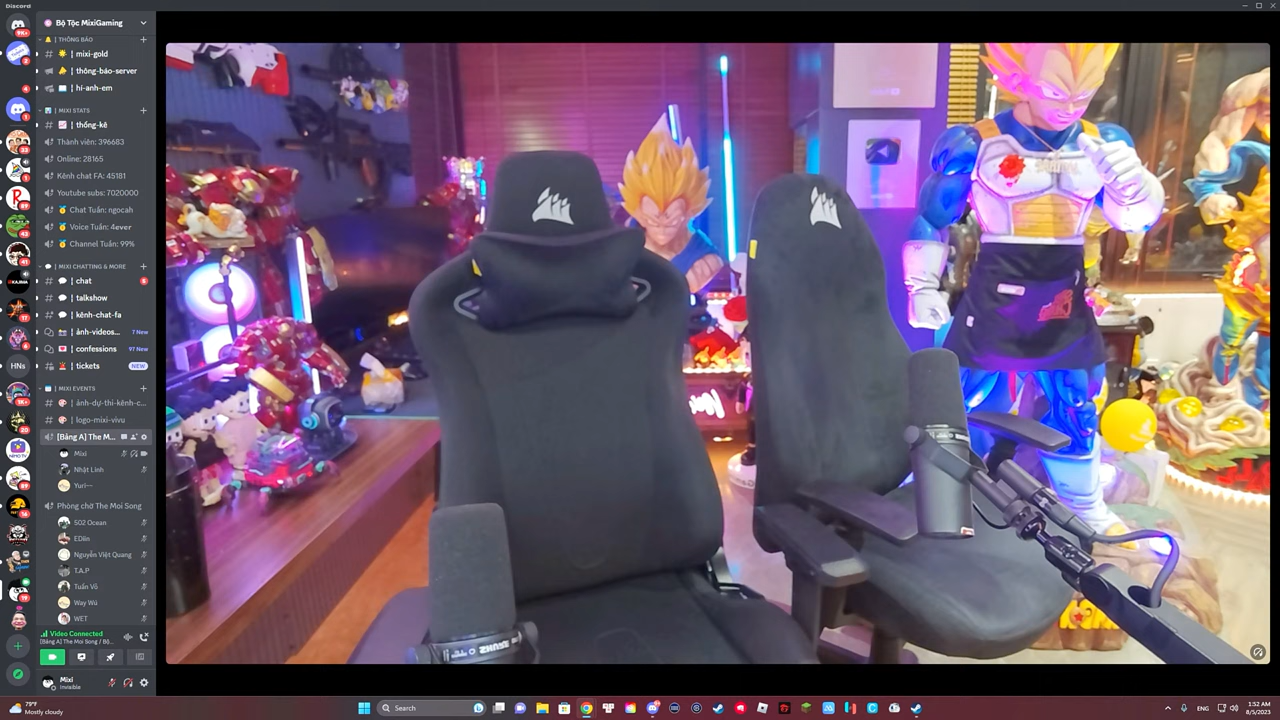 Discord
Bộ Tộc MixiGaming
9K+
THÔNG BÁO
mixi-gold
thông-báo-server
hi-anh-em
MIXI STATS
thống-kê
Thành viên: 396683
Online: 28165
Kênh chat FA: 45181
Youtube subs: 7020000
Chat Tuần: ngocah
Voice Tuần: 4ever
Channel Tuần: 99%
MIXI CHATTING & MORE
chat
6
talkshow
kênh-chat-fa
ảnh-videos...
7 New
confessions
97 New
tickets
NEW
HNs
MIXI EVENTS
ảnh-dự-thi-kênh-c...
1K+
logo-mixi-vivu
[Bảng A] The M...
Mixi
Nhật Linh
Yuri~~
Phòng chờ The Moi Song
502 Ocean
EDlin
Nguyễn Việt Quang
T.A.P
Tuấn Vũ
Way Wú
WET
Video Connected
[Bảng A] The Moi Song / Bộ...
Mixi
Invisible
79°F
Mostly cloudy
Search
ENG
1:52 AM
8/5/2023